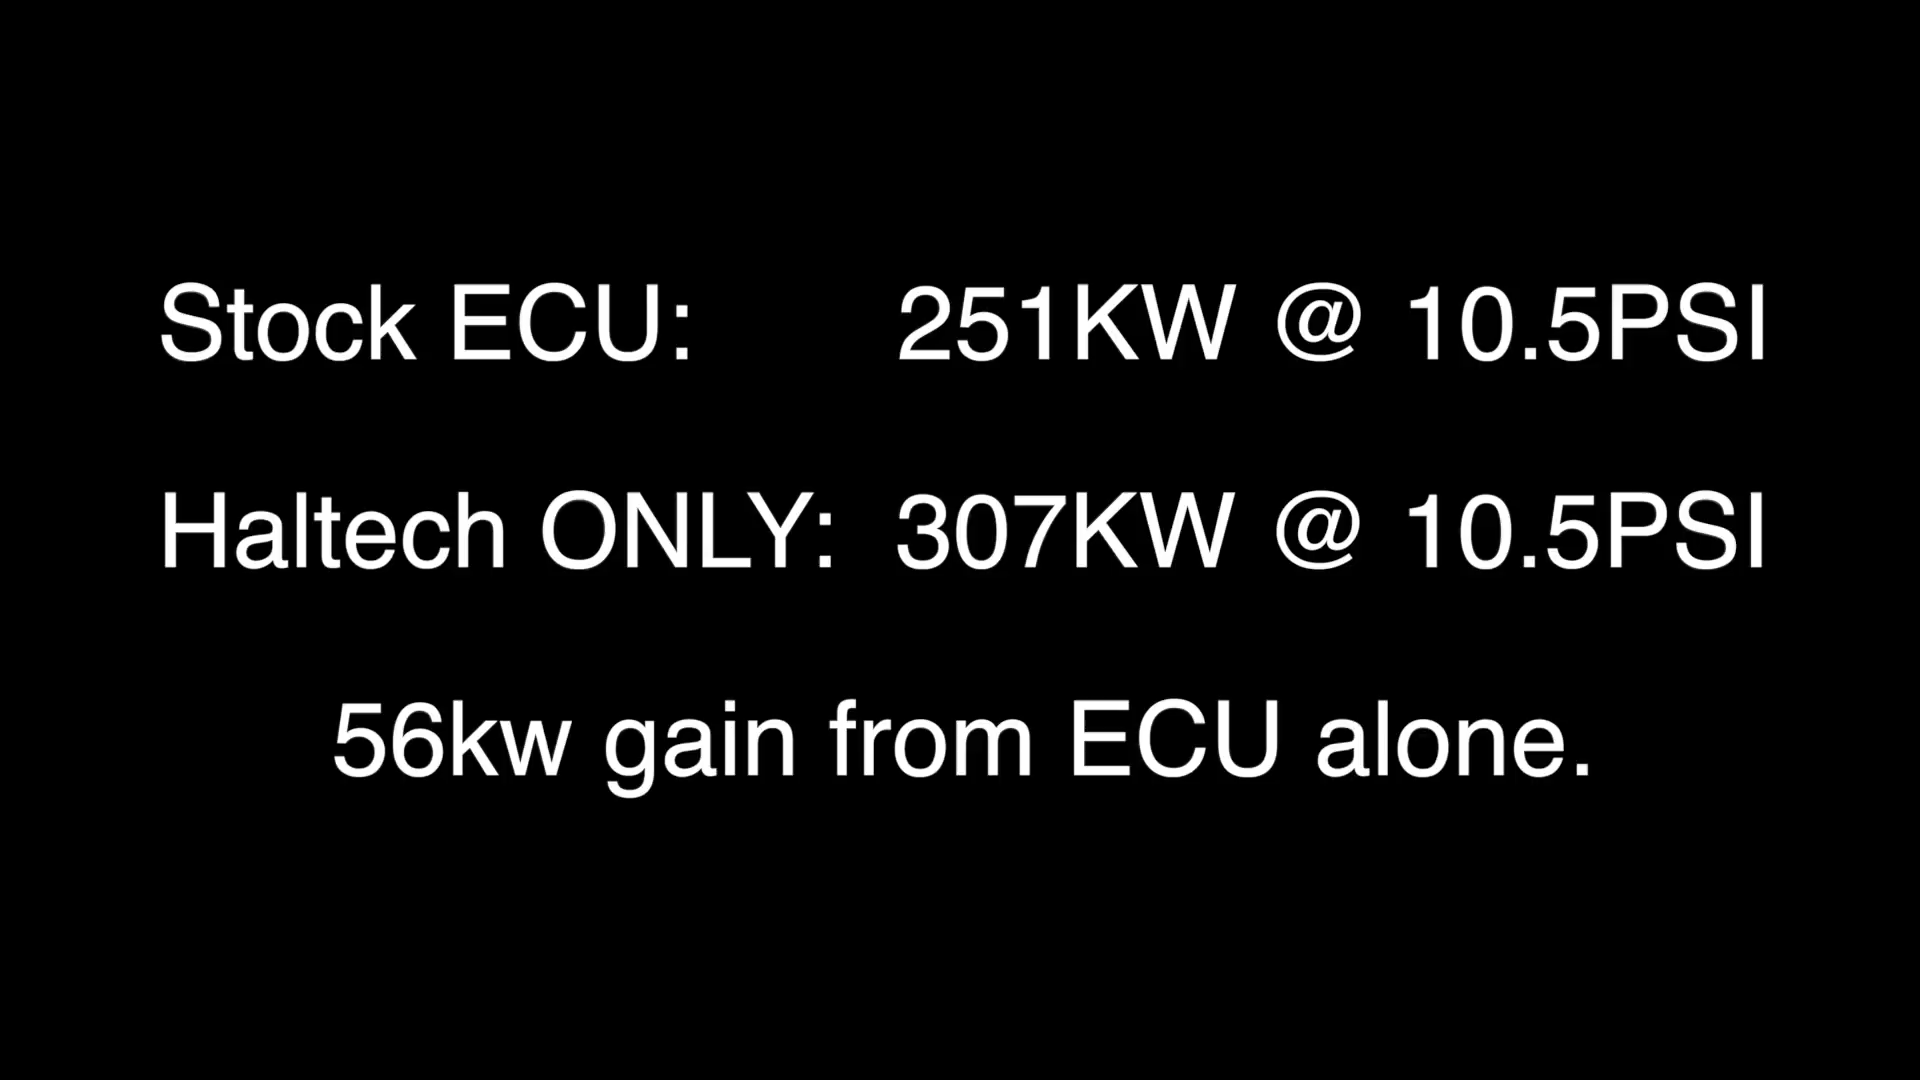 Stock ECU: 251KW @ 10.5PSI
Haltech ONLY: 307KW @ 10.5PSI
56kw gain from ECU alone.